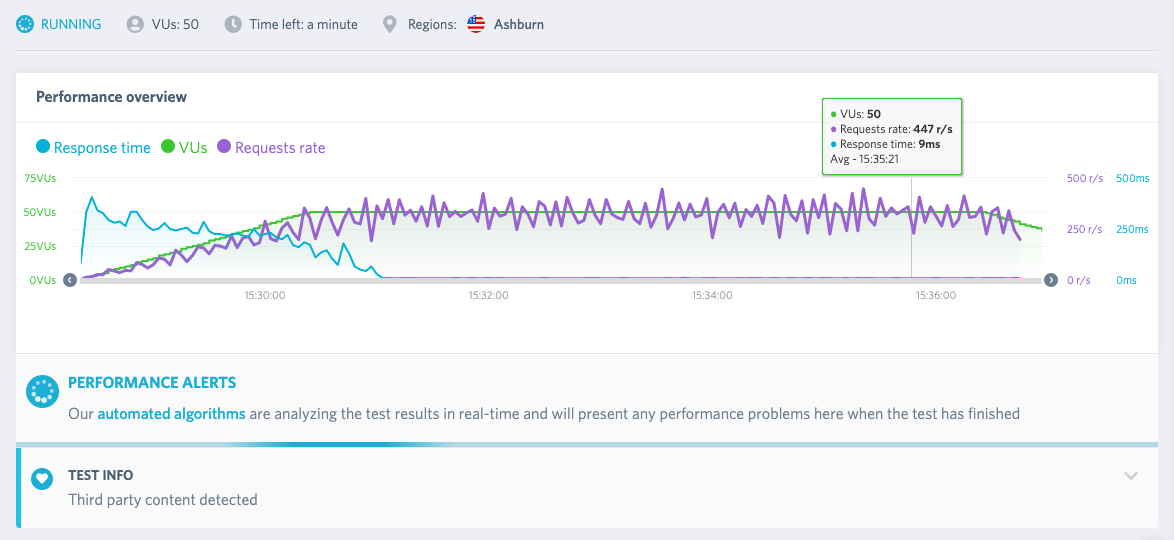 RUNNING VUs: 50 Time left: a minute Regions: Ashburn
Performance overview
VUs: 50
Requests rate: 447 r/s
Response time: 9ms
Avg - 15:35:21
Response time VUs Requests rate
75VUs 500 r/s 500ms
50VUs
25VUs 250 r/s 250ms
0VUs 0 r/s 0ms
15:30:00 15:32:00 15:34:00 15:36:00
PERFORMANCE ALERTS
Our automated algorithms are analyzing the test results in real-time and will present any performance problems here when the test has finished
TEST INFO
Third party content detected